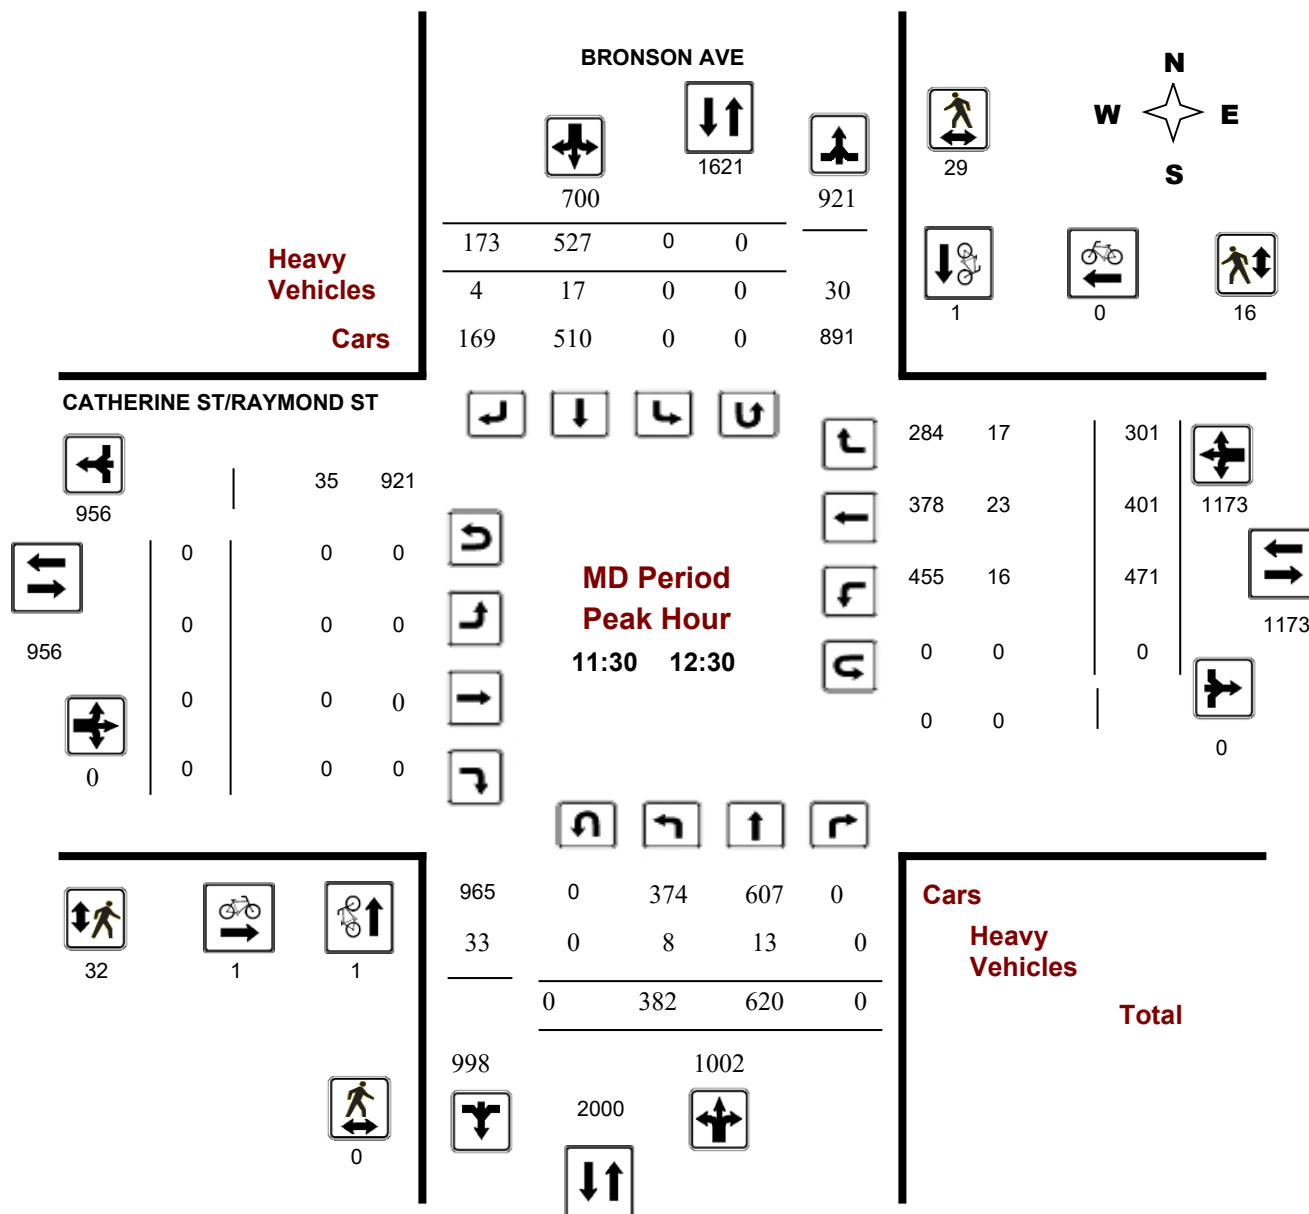 BRONSON AVE
N
W E
S
1621
29
700 921
173 527 0 0
Heavy
Vehicles
4 17 0 0 30
1 0 16
Cars 169 510 0 0 891
CATHERINE ST/RAYMOND ST
284 17 301
35 921
956
378 23 401 1173
0 0 0
MD Period
455 16 471
Peak Hour
0 0 0
1173
956
11:30 12:30
0 0 0
0 0 0
0 0
0
0 0 0 0
965 0 374 607 0
Cars
33 0 8 13 0
Heavy
Vehicles
32 1 1
0 382 620 0
Total
998 1002
2000
0